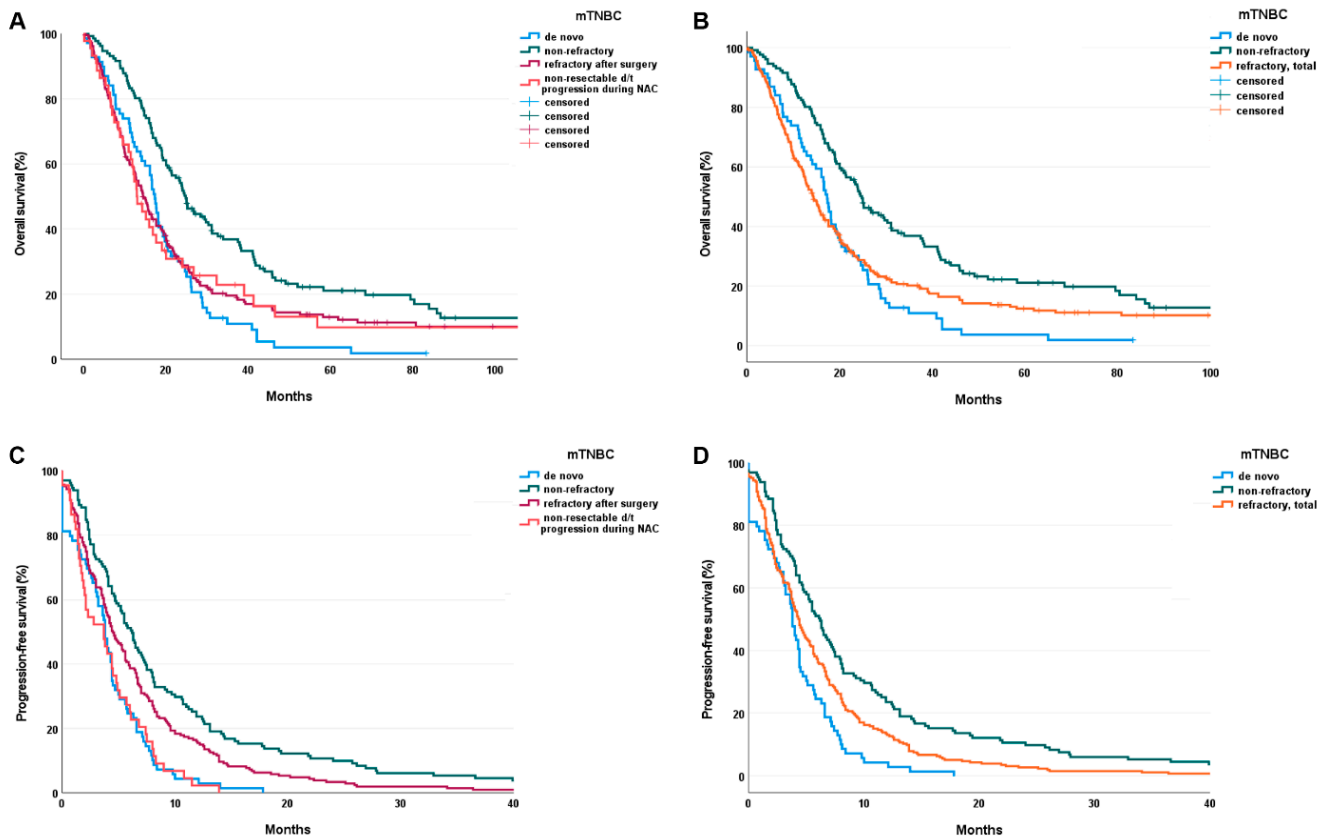 A
mTNBC
de novo
non-refractory
refractory after surgery
non-resectable d/t
progression during NAC
censored
censored
censored
censored
Overall survival (%)
100
80
60
40
20
0
0 20 40 60 80 100
Months
B
mTNBC
de novo
non-refractory
refractory, total
censored
censored
censored
Overall survival (%)
100
80
60
40
20
0
0 20 40 60 80 100
Months
C
mTNBC
de novo
non-refractory
refractory after surgery
non-resectable d/t
progression during NAC
Progression-free survival (%)
100
80
60
40
20
0
0 10 20 30 40
Months
D
mTNBC
de novo
non-refractory
refractory, total
Progression-free survival (%)
100
80
60
40
20
0
0 10 20 30 40
Months